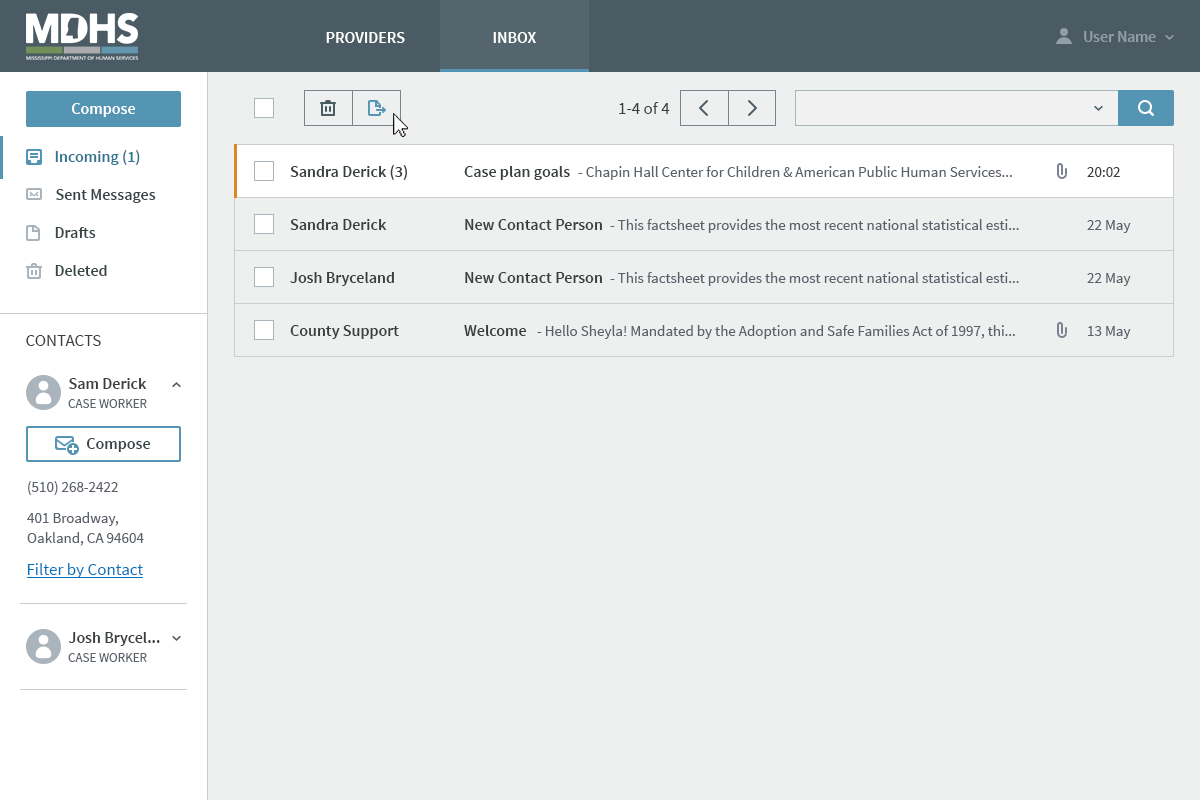 MDHS
MISSISSIPPI DEPARTMENT OF HUMAN SERVICES
PROVIDERS
INBOX
User Name
Compose
Incoming (1)
Sent Messages
Drafts
Deleted
CONTACTS
Sam Derick
CASE WORKER
Compose
(510) 268-2422
401 Broadway,
Oakland, CA 94604
Filter by Contact
Josh Brycel...
CASE WORKER
1-4 of 4
Sandra Derick (3) Case plan goals - Chapin Hall Center for Children & American Public Human Services... 20:02
Sandra Derick New Contact Person - This factsheet provides the most recent national statistical esti... 22 May
Josh Bryceland New Contact Person - This factsheet provides the most recent national statistical esti... 22 May
County Support Welcome - Hello Sheyla! Mandated by the Adoption and Safe Families Act of 1997, thi... 13 May